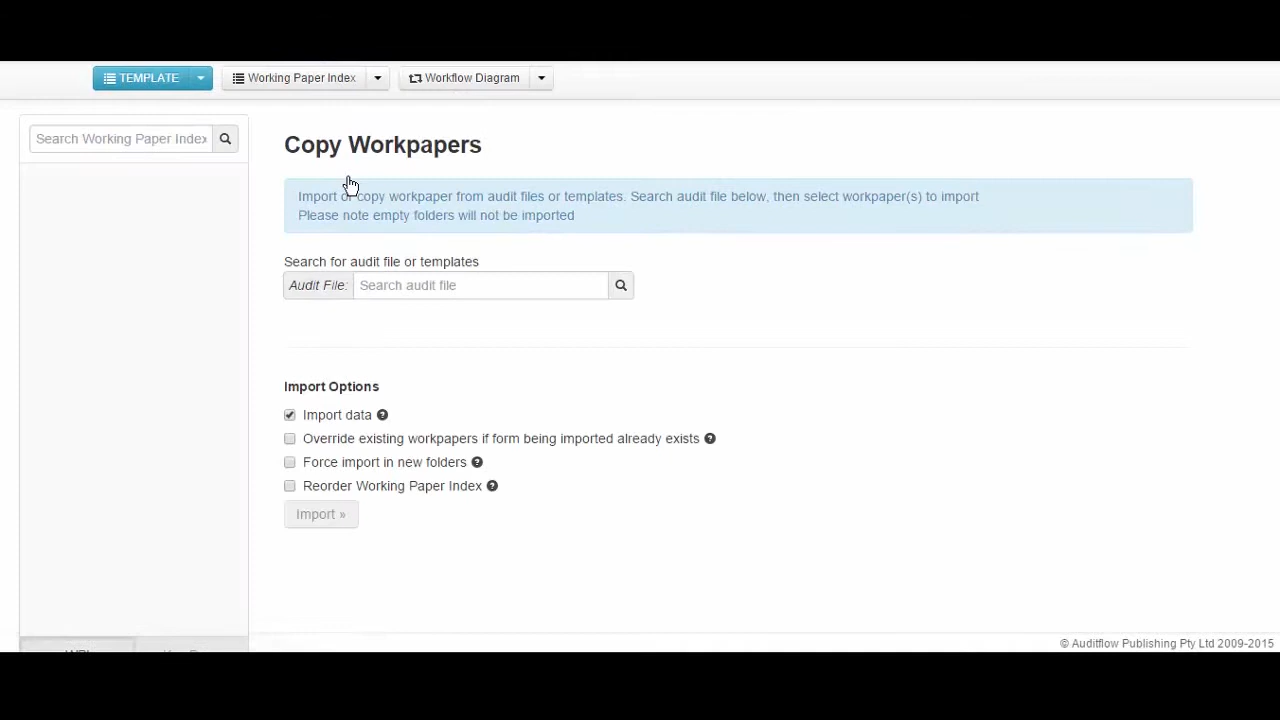 TEMPLATE
Working Paper Index
Workflow Diagram
Search Working Paper Index
Copy Workpapers
Import or copy workpaper from audit files or templates. Search audit file below, then select workpaper(s) to import
Please note empty folders will not be imported
Search for audit file or templates
Audit File: Search audit file
Import Options
Import data
Override existing workpapers if form being imported already exists
Force import in new folders
Reorder Working Paper Index
Import »
© Auditflow Publishing Pty Ltd 2009-2015